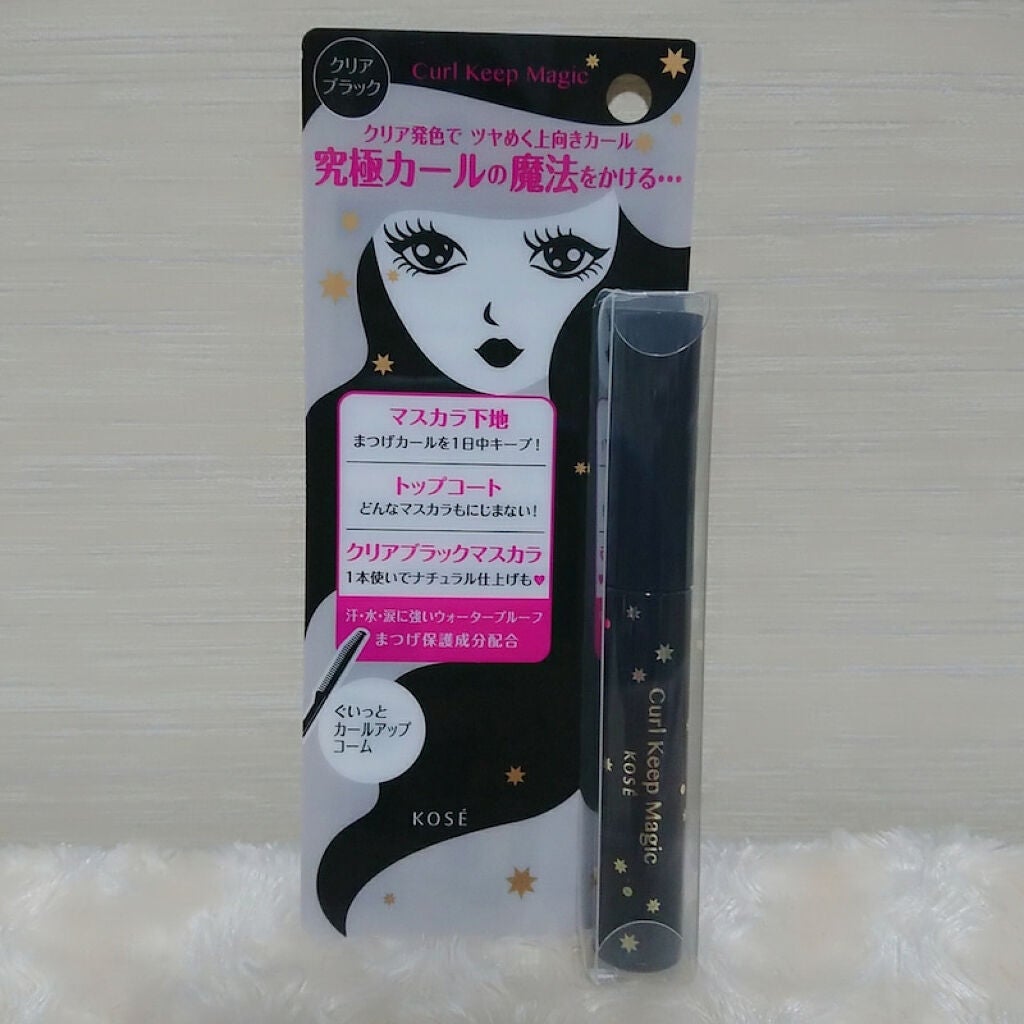 クリア
ブラック
Curl Keep Magic
クリア発色で ツヤめく上向きカール
究極カールの魔法をかける…
マスカラ下地
まつげカールを1日中キープ!
トップコート
どんなマスカラもにじまない!
クリアブラックマスカラ
1本使いでナチュラル仕上げも♥
汗・水・涙に強いウォータープルーフ
まつげ保護成分配合
ぐいっと
カールアップ
コーム
KOSÉ
Curl Keep Magic
KOSÉ